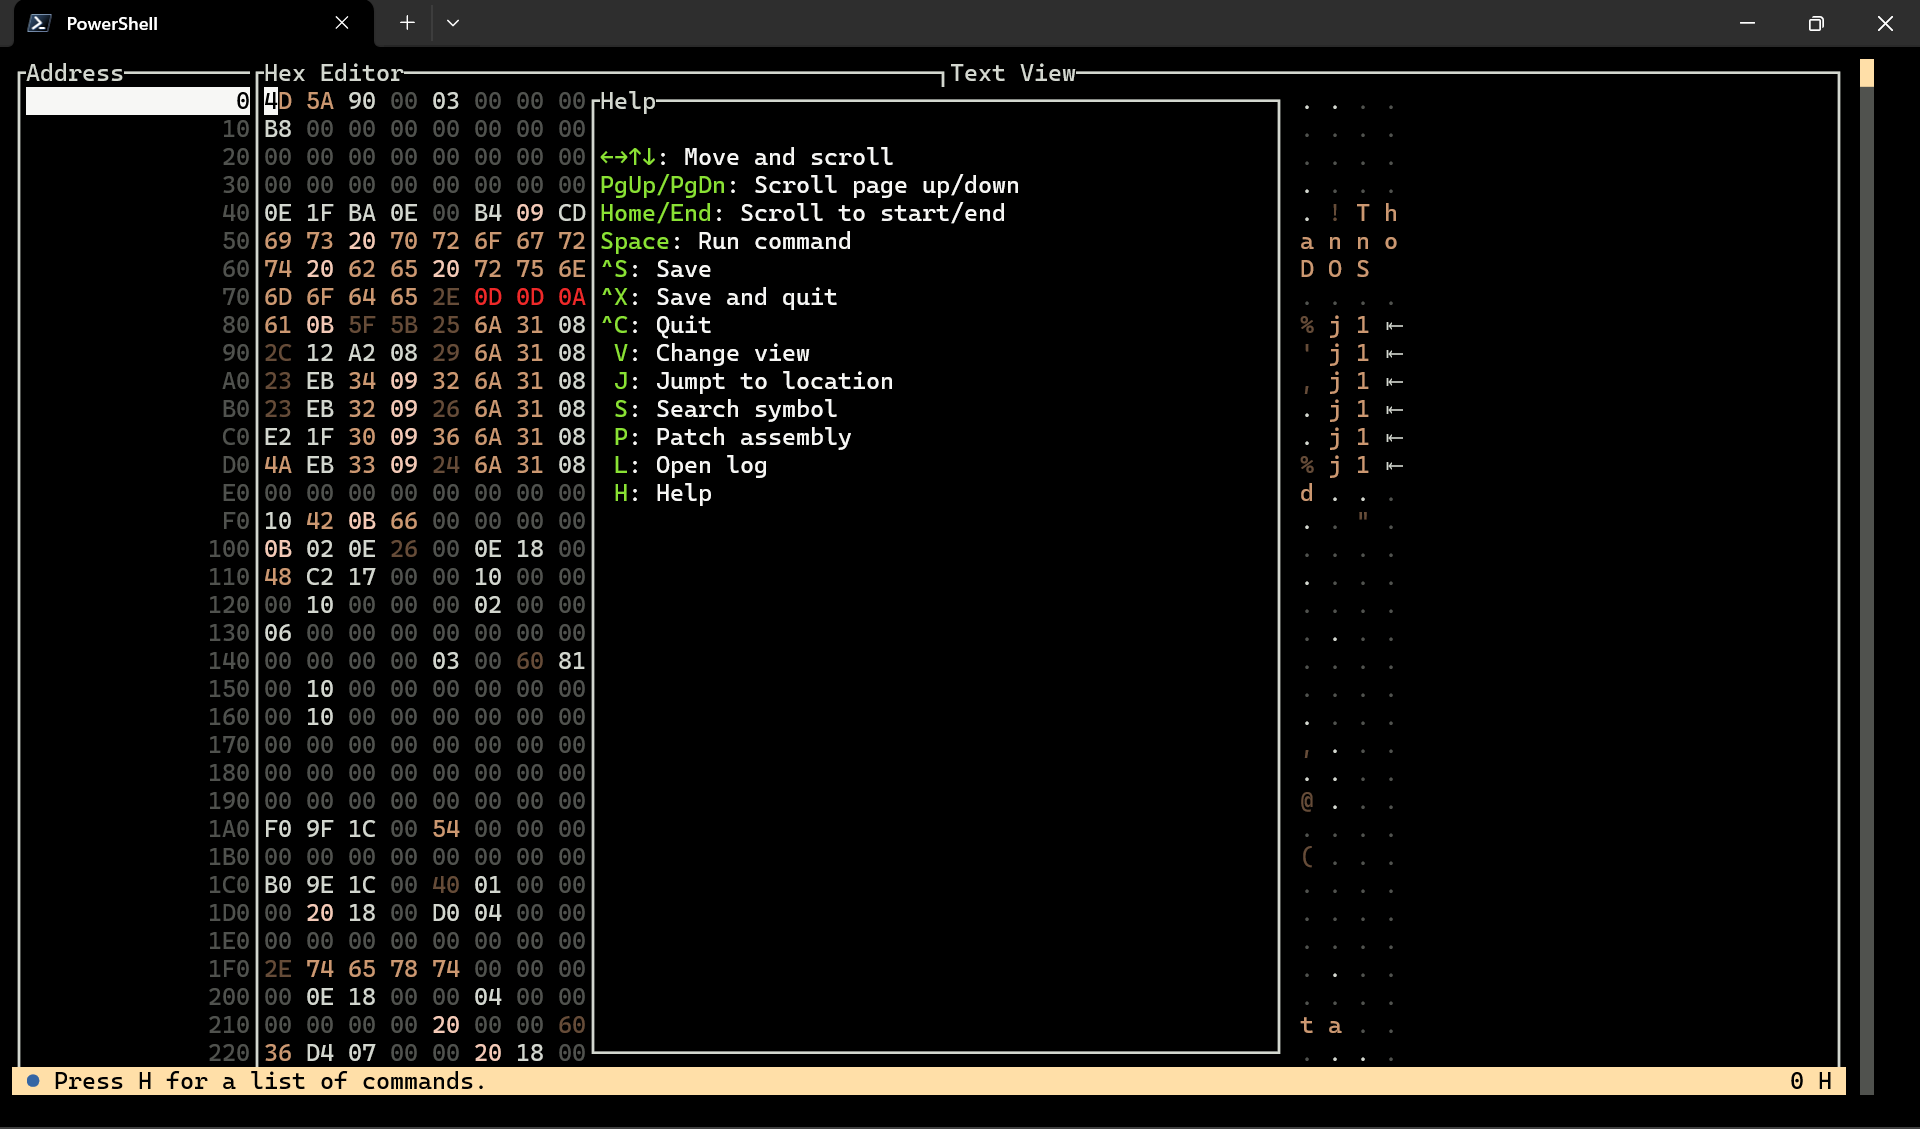 PowerShell
Address Hex Editor Text View
0 4D 5A 90 00 03 00 00 00 Help . . . .
10 B8 00 00 00 00 00 00 00 . . . .
20 00 00 00 00 00 00 00 00 ←→↑↓: Move and scroll . . . .
30 00 00 00 00 00 00 00 00 PgUp/PgDn: Scroll page up/down . . . .
40 0E 1F BA 0E 00 B4 09 CD Home/End: Scroll to start/end . ! T h
50 69 73 20 70 72 6F 67 72 Space: Run command a n n o
60 74 20 62 65 20 72 75 6E ^S: Save D O S
70 6D 6F 64 65 2E 0D 0D 0A ^X: Save and quit . . . .
80 61 0B 5F 5B 25 6A 31 08 ^C: Quit % j 1 ⇤
90 2C 12 A2 08 29 6A 31 08 V: Change view ' j 1 ⇤
A0 23 EB 34 09 32 6A 31 08 J: Jumpt to location , j 1 ⇤
B0 23 EB 32 09 26 6A 31 08 S: Search symbol . j 1 ⇤
C0 E2 1F 30 09 36 6A 31 08 P: Patch assembly . j 1 ⇤
D0 4A EB 33 09 24 6A 31 08 L: Open log % j 1 ⇤
E0 00 00 00 00 00 00 00 00 H: Help d . . .
F0 10 42 0B 66 00 00 00 00 . . " .
100 0B 02 0E 26 00 0E 18 00 . . . .
110 48 C2 17 00 00 10 00 00 . . . .
120 00 10 00 00 00 02 00 00 . . . .
130 06 00 00 00 00 00 00 00 . . . .
140 00 00 00 00 03 00 60 81 . . . .
150 00 10 00 00 00 00 00 00 . . . .
160 00 10 00 00 00 00 00 00 . . . .
170 00 00 00 00 00 00 00 00 , . . .
180 00 00 00 00 00 00 00 00 . . . .
190 00 00 00 00 00 00 00 00 @ . . .
1A0 F0 9F 1C 00 54 00 00 00 . . . .
1B0 00 00 00 00 00 00 00 00 ( . . .
1C0 B0 9E 1C 00 40 01 00 00 . . . .
1D0 00 20 18 00 D0 04 00 00 . . . .
1E0 00 00 00 00 00 00 00 00 . . . .
1F0 2E 74 65 78 74 00 00 00 . . . .
200 00 0E 18 00 00 04 00 00 . . . .
210 00 00 00 00 20 00 00 60 t a . .
220 36 D4 07 00 00 20 18 00 . . . .
Press H for a list of commands. 0 H